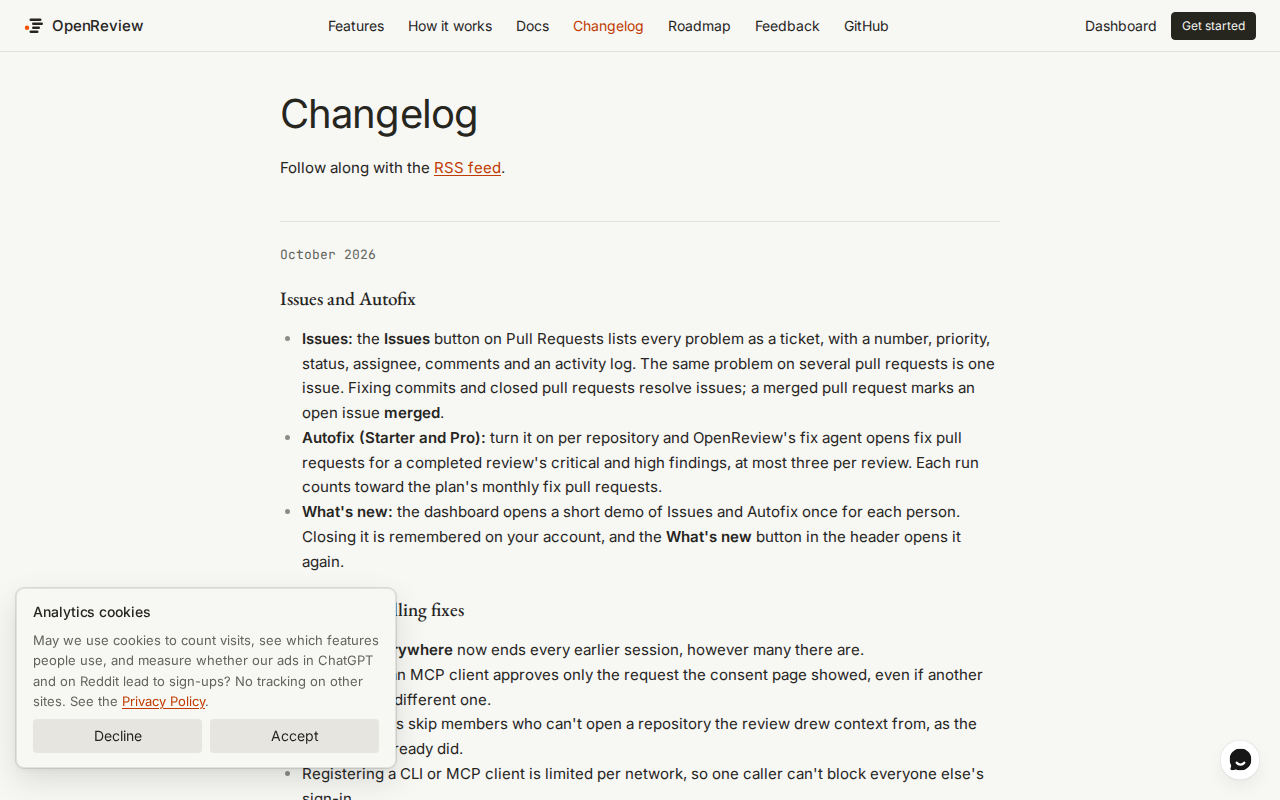 OpenReview
Features
How it works
Docs
Changelog
Roadmap
Feedback
GitHub
Dashboard
Get started
Changelog
Follow along with the RSS feed.
October 2026
Issues and Autofix
Issues: the Issues button on Pull Requests lists every problem as a ticket, with a number, priority,
status, assignee, comments and an activity log. The same problem on several pull requests is one
issue. Fixing commits and closed pull requests resolve issues; a merged pull request marks an
open issue merged.
Autofix (Starter and Pro): turn it on per repository and OpenReview's fix agent opens fix pull
requests for a completed review's critical and high findings, at most three per review. Each run
counts toward the plan's monthly fix pull requests.
What's new: the dashboard opens a short demo of Issues and Autofix once for each person.
Closing it is remembered on your account, and the What's new button in the header opens it
again.
fixes
now ends every earlier session, however many there are.
MCP client approves only the request the consent page showed, even if another
different one.
skip members who can't open a repository the review drew context from, as the
did.
Registering a CLI or MCP client is limited per network, so one caller can't block everyone else's
sign-in.
Analytics cookies
May we use cookies to count visits, see which features
people use, and measure whether our ads in ChatGPT
and on Reddit lead to sign-ups? No tracking on other
sites. See the Privacy Policy.
Decline
Accept